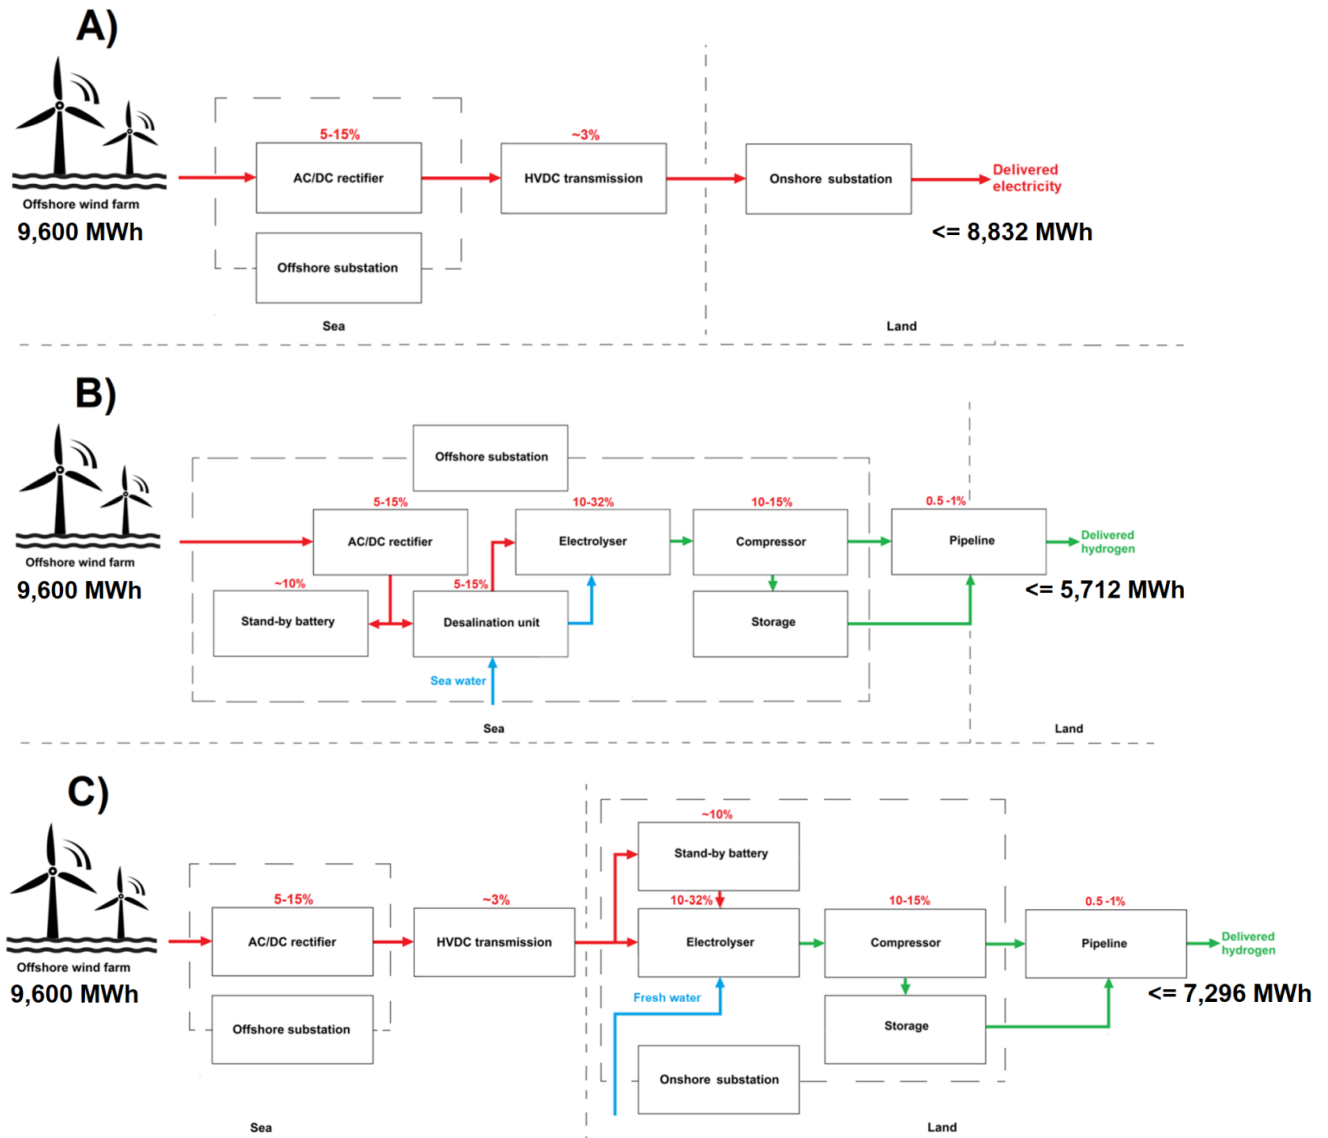 A)
5-15%
~3%
AC/DC rectifier
HVDC transmission
Onshore substation
Delivered
electricity
Offshore wind farm
9,600 MWh
<= 8,832 MWh
Offshore substation
Sea
Land
B)
Offshore substation
5-15%
10-32%
10-15%
0.5 -1%
AC/DC rectifier
Electrolyser
Compressor
Pipeline
Delivered
hydrogen
Offshore wind farm
9,600 MWh
~10%
5-15%
<= 5,712 MWh
Stand-by battery
Desalination unit
Storage
Sea water
Sea
Land
C)
~10%
Stand-by battery
5-15%
~3%
10-32%
10-15%
0.5 -1%
AC/DC rectifier
HVDC transmission
Electrolyser
Compressor
Pipeline
Delivered
hydrogen
Offshore wind farm
9,600 MWh
<= 7,296 MWh
Fresh water
Offshore substation
Storage
Onshore substation
Sea
Land